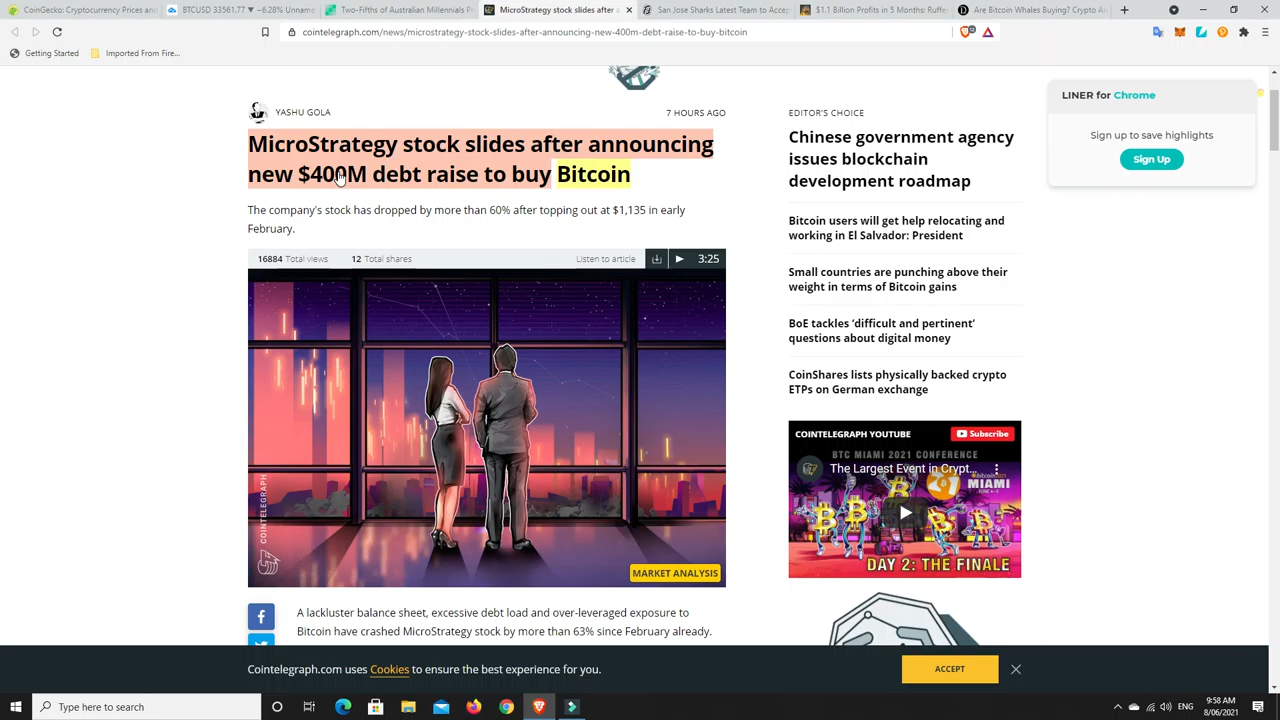 CoinGecko: Cryptocurrency Prices and
BTCUSD 33561.77 ▼ −6.28% Unname
Two-Fifths of Australian Millennials P
MicroStrategy stock slides after a
San Jose Sharks Latest Team to Accep
$1.1 Billion Profits in 5 Months: Ruffe
Are Bitcoin Whales Buying? Crypto A
cointelegraph.com/news/microstrategy-stock-slides-after-announcing-new-400m-debt-raise-to-buy-bitcoin
Getting Started
Imported From Fire...
YASHU GOLA
7 HOURS AGO
MicroStrategy stock slides after announcing
new $400M debt raise to buy Bitcoin
The company's stock has dropped by more than 60% after topping out at $1,135 in early
February.
16884 Total views
12 Total shares
Listen to article
3:25
COINTELEGRAPH
MARKET ANALYSIS
A lackluster balance sheet, excessive debt load and over-leveraged exposure to
Bitcoin have crashed MicroStrategy stock by more than 63% since February already.
EDITOR'S CHOICE
Chinese government agency
issues blockchain
development roadmap
Bitcoin users will get help relocating and
working in El Salvador: President
Small countries are punching above their
weight in terms of Bitcoin gains
BoE tackles ‘difficult and pertinent’
questions about digital money
CoinShares lists physically backed crypto
ETPs on German exchange
COINTELEGRAPH YOUTUBE
Subscribe
BTC MIAMI 2021 CONFERENCE
The Largest Event in Crypt...
MIAMI
DAY 2: THE FINALE
LINER for Chrome
Sign up to save highlights
Sign Up
Cointelegraph.com uses Cookies to ensure the best experience for you.
ACCEPT
Type here to search
ENG
9:58 AM
8/06/2021